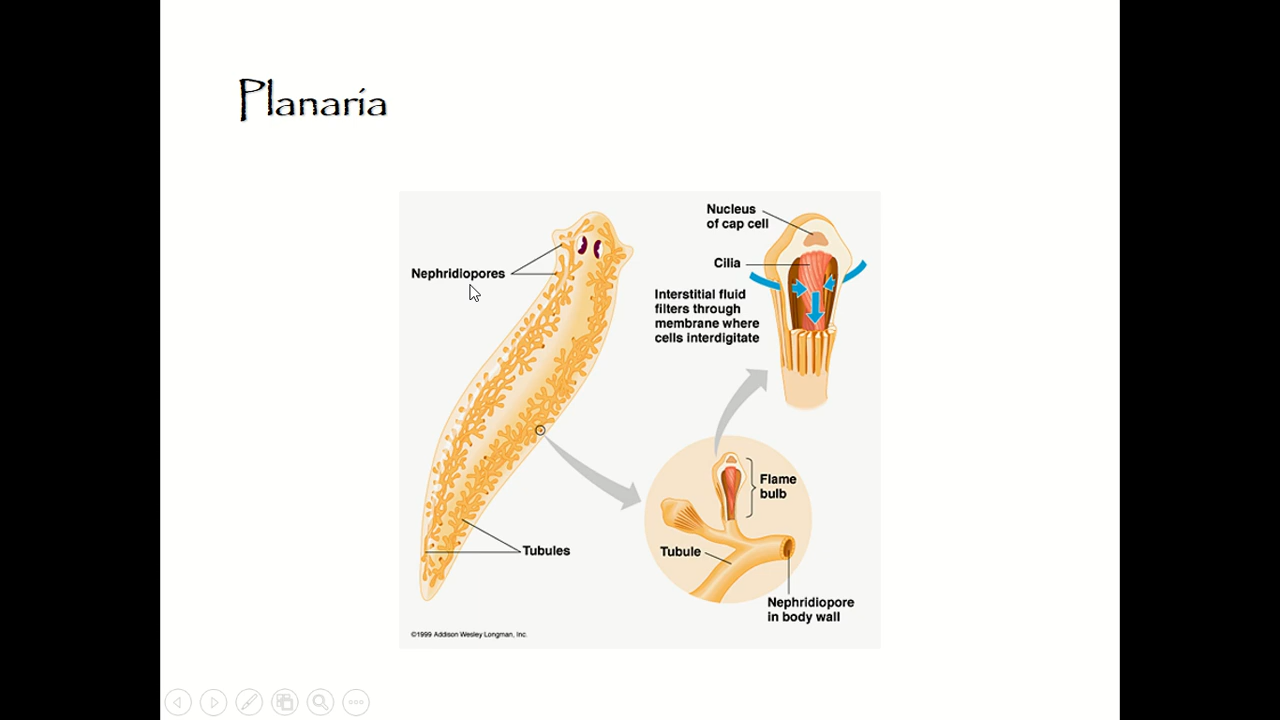 Planaria
Nephridiopores
Nucleus
of cap cell
Cilia
Interstitial fluid
filters through
membrane where
cells interdigitate
Flame
bulb
Tubules
Tubule
Nephridiopore
in body wall
©1999 Addison Wesley Longman, Inc.